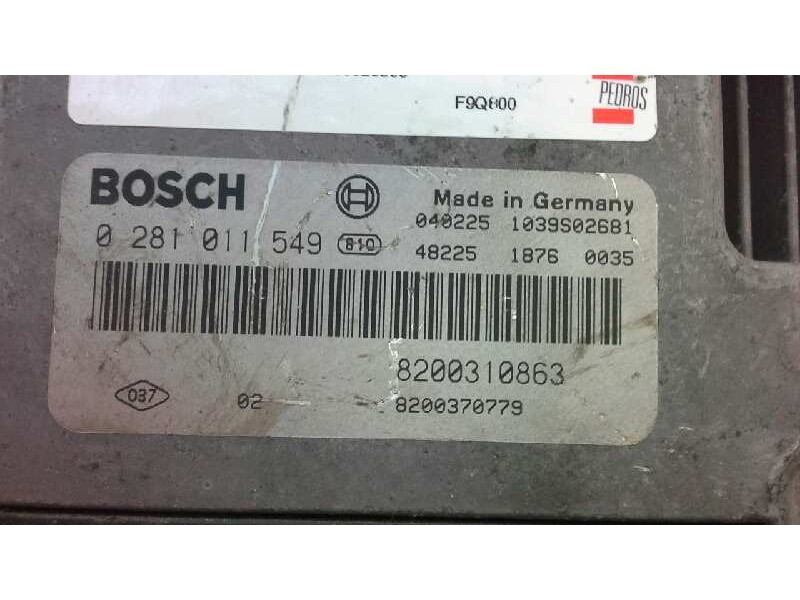 F9Q800
PEDROS
BOSCH
Made in Germany
0 281 011 549 810
040225 1039S02681
48225 1876 0035
8200310863
037 02 8200370779